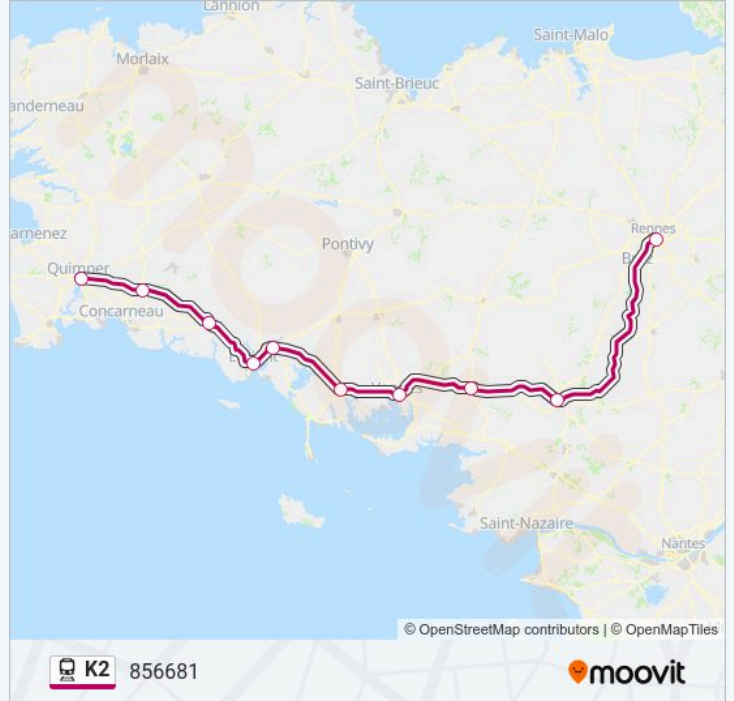 Lannion
Saint-Malo
Morlaix
Saint-Brieuc
anderneau
Rennes
arnenez
Pontivy
Quimper
Concarneau
Saint-Nazaire
Nantes
© OpenStreetMap contributors | © OpenMapTiles
K2 856681
moovit